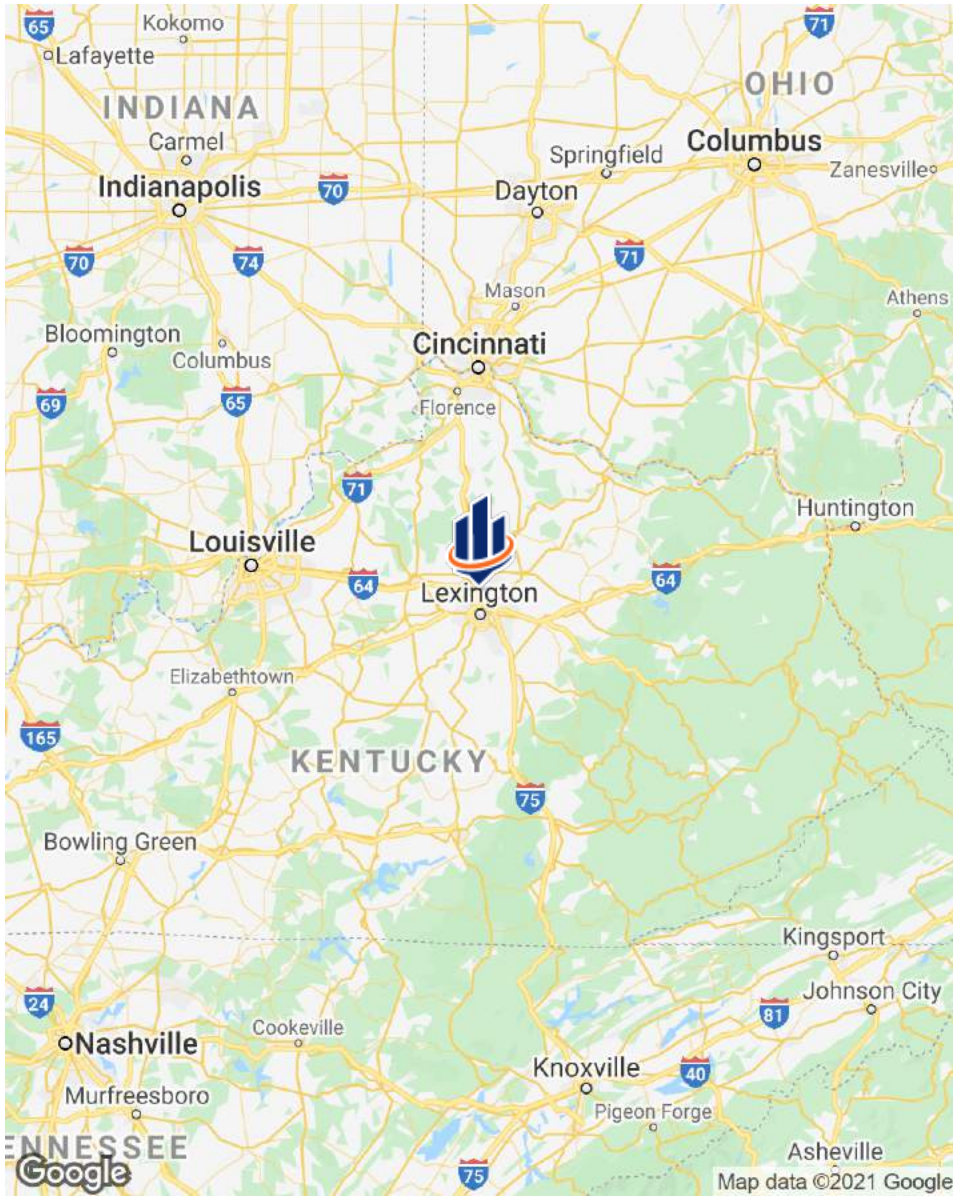 65
Kokomo
71
Lafayette
OHIO
INDIANA
Carmel
Columbus
Springfield
Zanesville
Indianapolis
70
Dayton
71
70
74
Mason
Athens
Bloomington
Columbus
Cincinnati
69
65
Florence
71
Huntington
Louisville
64
64
Lexington
Elizabethtown
165
KENTUCKY
75
Bowling Green
Kingsport
24
Johnson City
81
Cookeville
Nashville
Knoxville
40
Murfreesboro
Pigeon Forge
ENNESSEE
Asheville
Google
75
Map data ©2021 Google